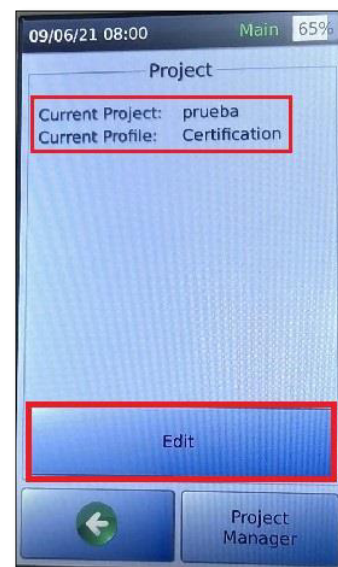 09/06/21 08:00 Main 65%
Project
Current Project: prueba
Current Profile: Certification
Edit
Project
Manager